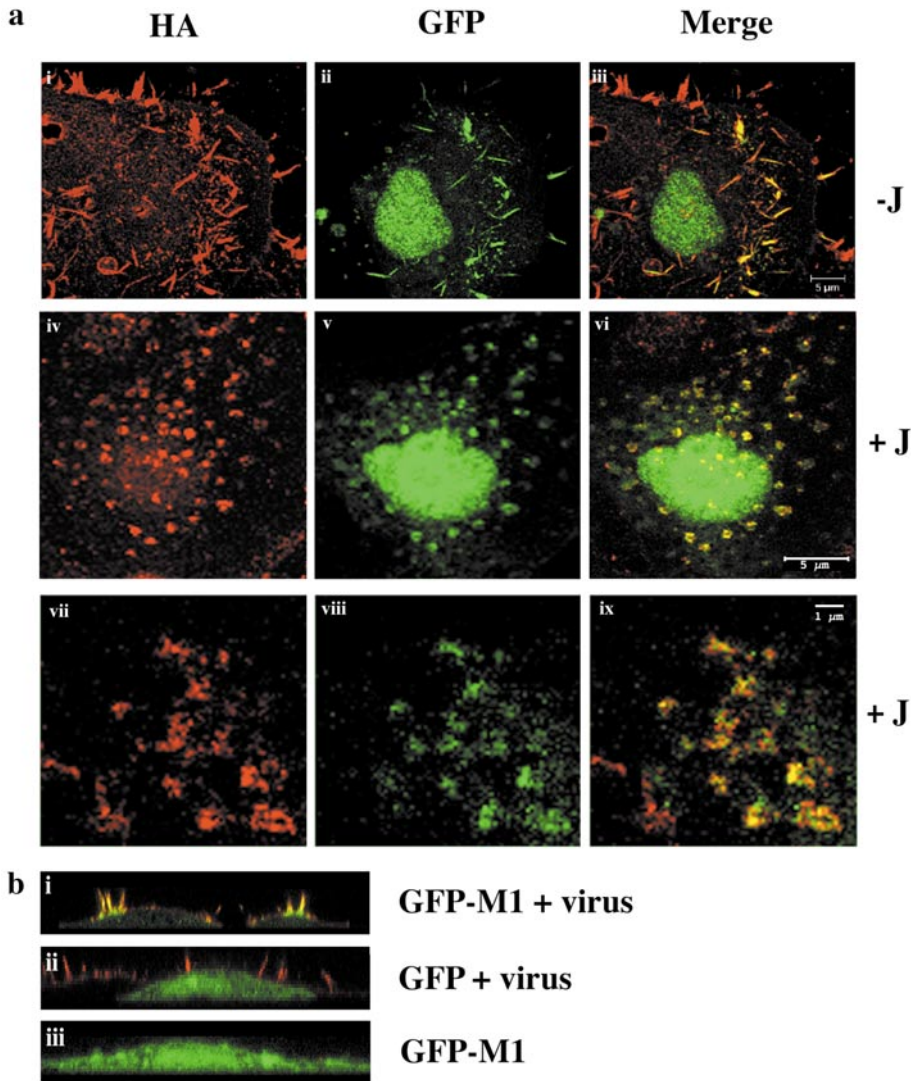 a
HA GFP Merge
i ii iii
-J
5 μm
iv v vi
+ J
5 μm
vii viii ix
1 μm
+ J
b
i
GFP-M1 + virus
ii
GFP + virus
iii
GFP-M1